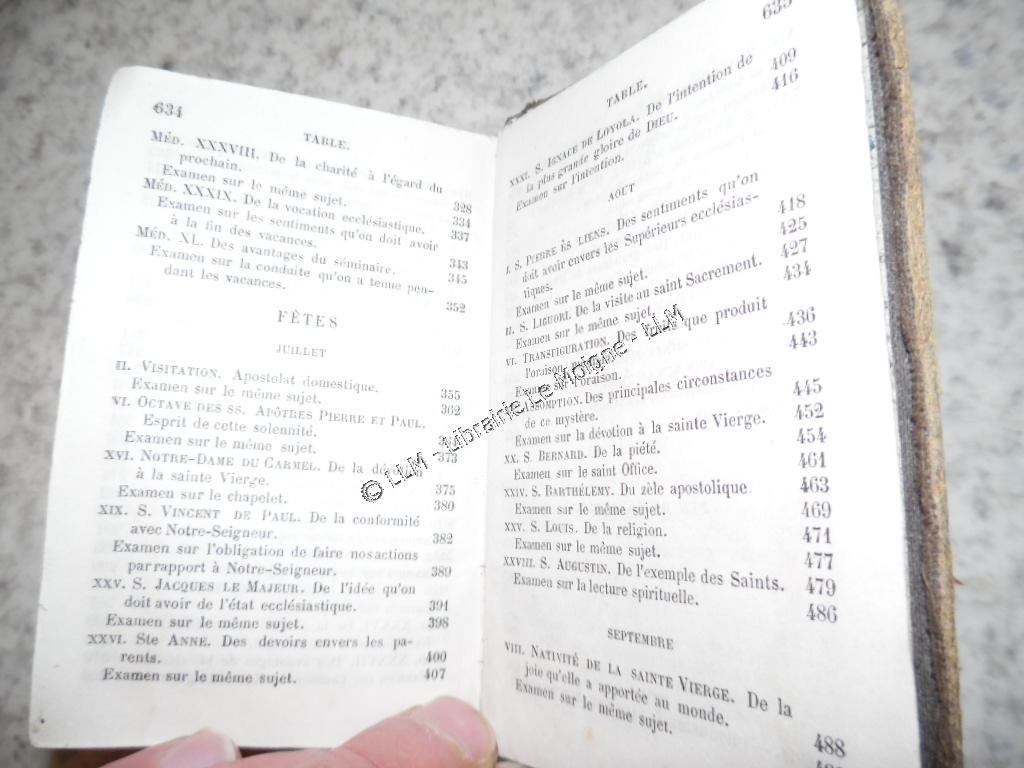 634
TABLE.
MÉD. XXXVIII. De la charité à l'égard du
prochain. 328
Examen sur le même sujet. 334
MÉD. XXXIX. De la vocation ecclésiastique. 337
Examen sur les sentiments qu'on doit avoir
à la fin des vacances. 343
MÉD. XL. Des avantages du séminaire. 345
Examen sur la conduite qu'on a tenue pen-
dant les vacances. 352
FÊTES
JUILLET
II. VISITATION. Apostolat domestique. 355
Examen sur le même sujet. 362
VI. OCTAVE DES SS. APÔTRES PIERRE ET PAUL.
Esprit de cette solennité.
Examen sur le même sujet. 373
XVI. NOTRE-DAME DU CARMEL. De la dévotion
à la sainte Vierge. 375
Examen sur le chapelet. 380
XIX. S. VINCENT DE PAUL. De la conformité
avec Notre-Seigneur. 382
Examen sur l'obligation de faire nos actions
par rapport à Notre-Seigneur. 389
XXV. S. JACQUES LE MAJEUR. De l'idée qu'on
doit avoir de l'état ecclésiastique. 391
Examen sur le même sujet. 398
XXVI. Ste ANNE. Des devoirs envers les pa-
rents. 400
Examen sur le même sujet. 407
635
TABLE.
XXXI. S. IGNACE DE LOYOLA. De l'intention de
la plus grande gloire de DIEU. 409
Examen sur l'intention. 416
AOUT
I. S. PIERRE ÈS LIENS. Des sentiments qu'on
doit avoir envers les Supérieurs ecclésias-
tiques. 418
Examen sur le même sujet. 425
II. S. LIGUORI. De la visite au saint Sacrement. 427
Examen sur le même sujet. 434
VI. TRANSFIGURATION. Des fruits que produit
l'oraison 436
Examen sur l'oraison. 443
ASSOMPTION. Des principales circonstances
de ce mystère. 445
Examen sur la dévotion à la sainte Vierge. 452
XX. S. BERNARD. De la piété. 454
Examen sur le saint Office. 461
XXIV. S. BARTHÉLEMY. Du zèle apostolique 463
Examen sur le même sujet. 469
XXV. S. LOUIS. De la religion. 471
Examen sur le même sujet. 477
XXVIII. S. AUGUSTIN. De l'exemple des Saints. 479
Examen sur la lecture spirituelle. 486
SEPTEMBRE
VIII. NATIVITÉ DE LA SAINTE VIERGE. De la
joie qu'elle a apportée au monde. 488
Examen sur le même sujet.
© LLM - Librairie Le Moigne - LLM